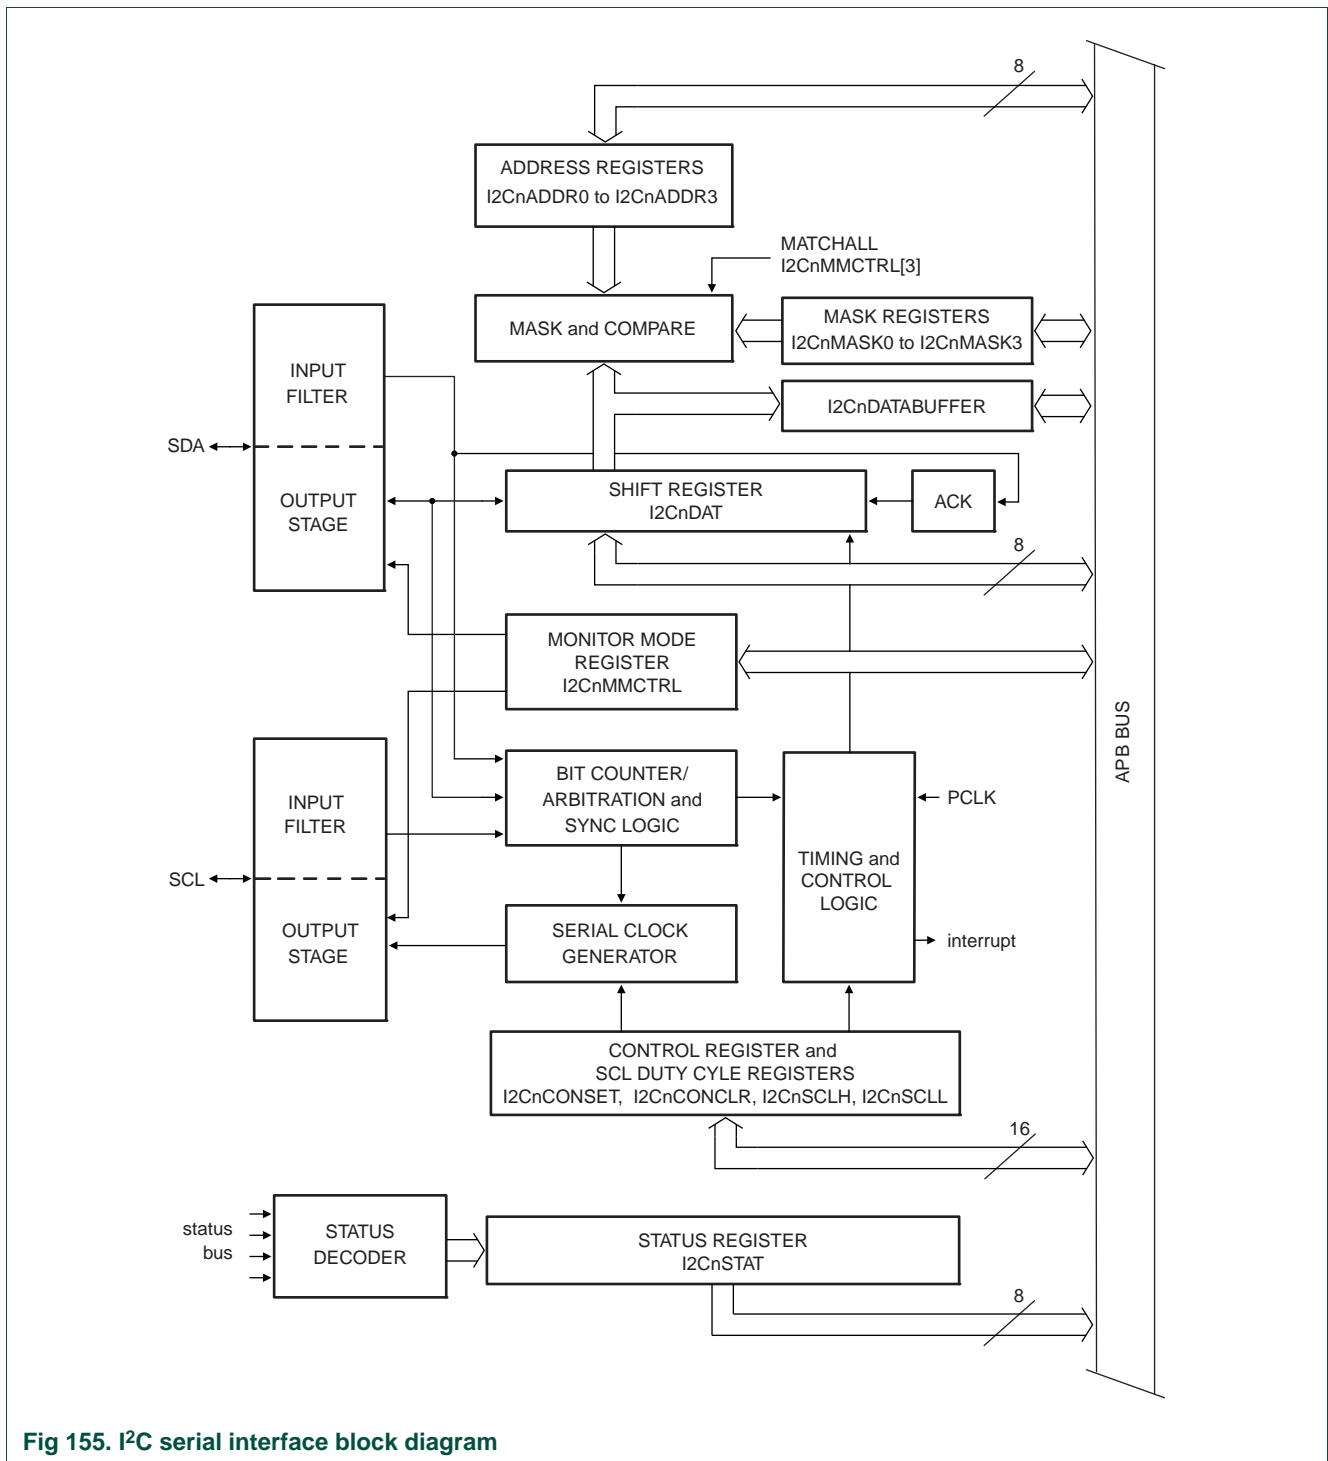 8
ADDRESS REGISTERS
I2CnADDR0 to I2CnADDR3
MATCHALL
I2CnMMCTRL[3]
MASK and COMPARE
MASK REGISTERS
I2CnMASK0 to I2CnMASK3
INPUT
FILTER
I2CnDATABUFFER
SDA
OUTPUT
STAGE
SHIFT REGISTER
I2CnDAT
ACK
8
MONITOR MODE
REGISTER
I2CnMMCTRL
APB BUS
BIT COUNTER/
ARBITRATION and
SYNC LOGIC
PCLK
INPUT
FILTER
TIMING and
CONTROL
LOGIC
SCL
OUTPUT
STAGE
SERIAL CLOCK
GENERATOR
interrupt
CONTROL REGISTER and
SCL DUTY CYLE REGISTERS
I2CnCONSET, I2CnCONCLR, I2CnSCLH, I2CnSCLL
16
status
bus
STATUS
DECODER
STATUS REGISTER
I2CnSTAT
8
Fig 155. I²C serial interface block diagram